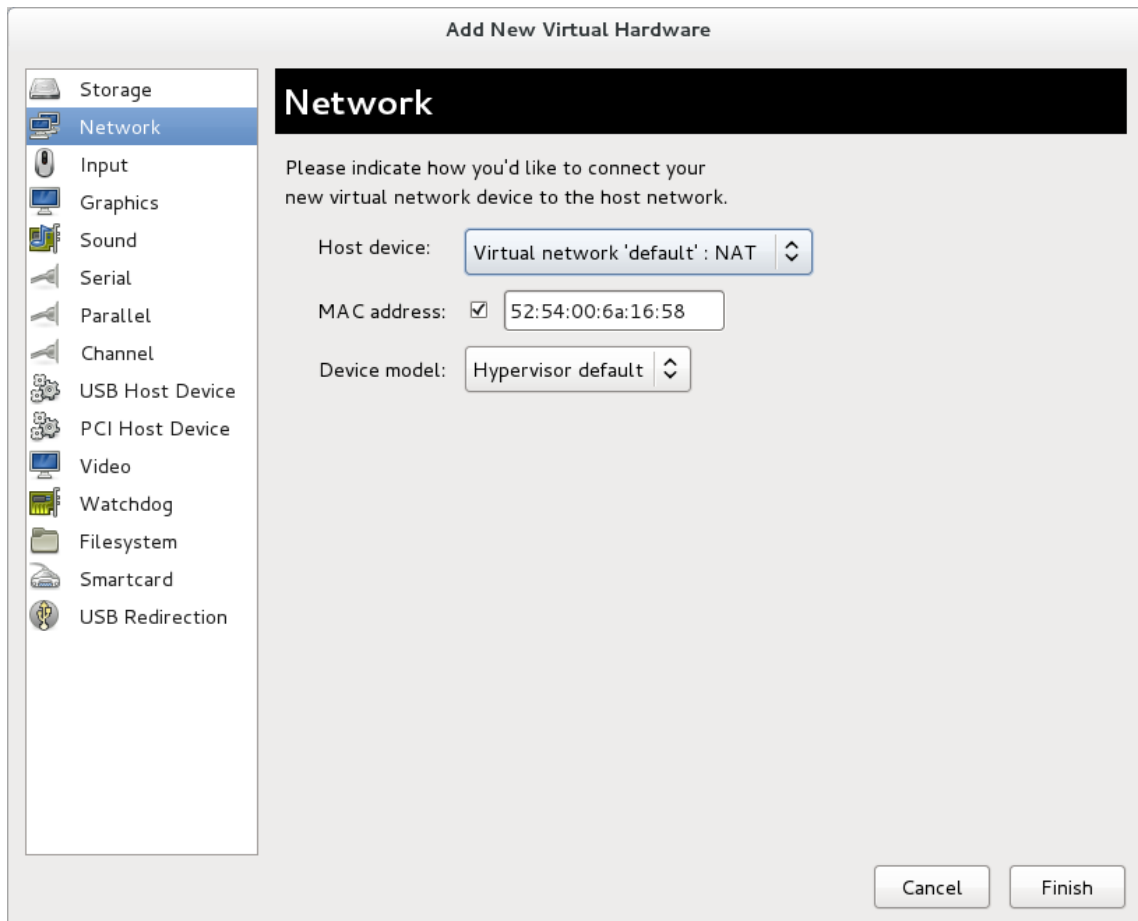 Add New Virtual Hardware
Storage
Network
Input
Graphics
Sound
Serial
Parallel
Channel
USB Host Device
PCI Host Device
Video
Watchdog
Filesystem
Smartcard
USB Redirection
Network
Please indicate how you'd like to connect your
new virtual network device to the host network.
Host device: Virtual network 'default' : NAT
MAC address: 52:54:00:6a:16:58
Device model: Hypervisor default
Cancel Finish